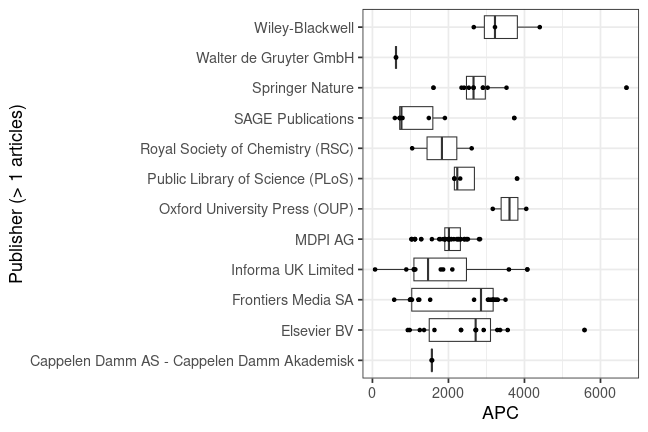 Publisher (> 1 articles)
Wiley-Blackwell
Walter de Gruyter GmbH
Springer Nature
SAGE Publications
Royal Society of Chemistry (RSC)
Public Library of Science (PLoS)
Oxford University Press (OUP)
MDPI AG
Informa UK Limited
Frontiers Media SA
Elsevier BV
Cappelen Damm AS - Cappelen Damm Akademisk
0 2000 4000 6000
APC